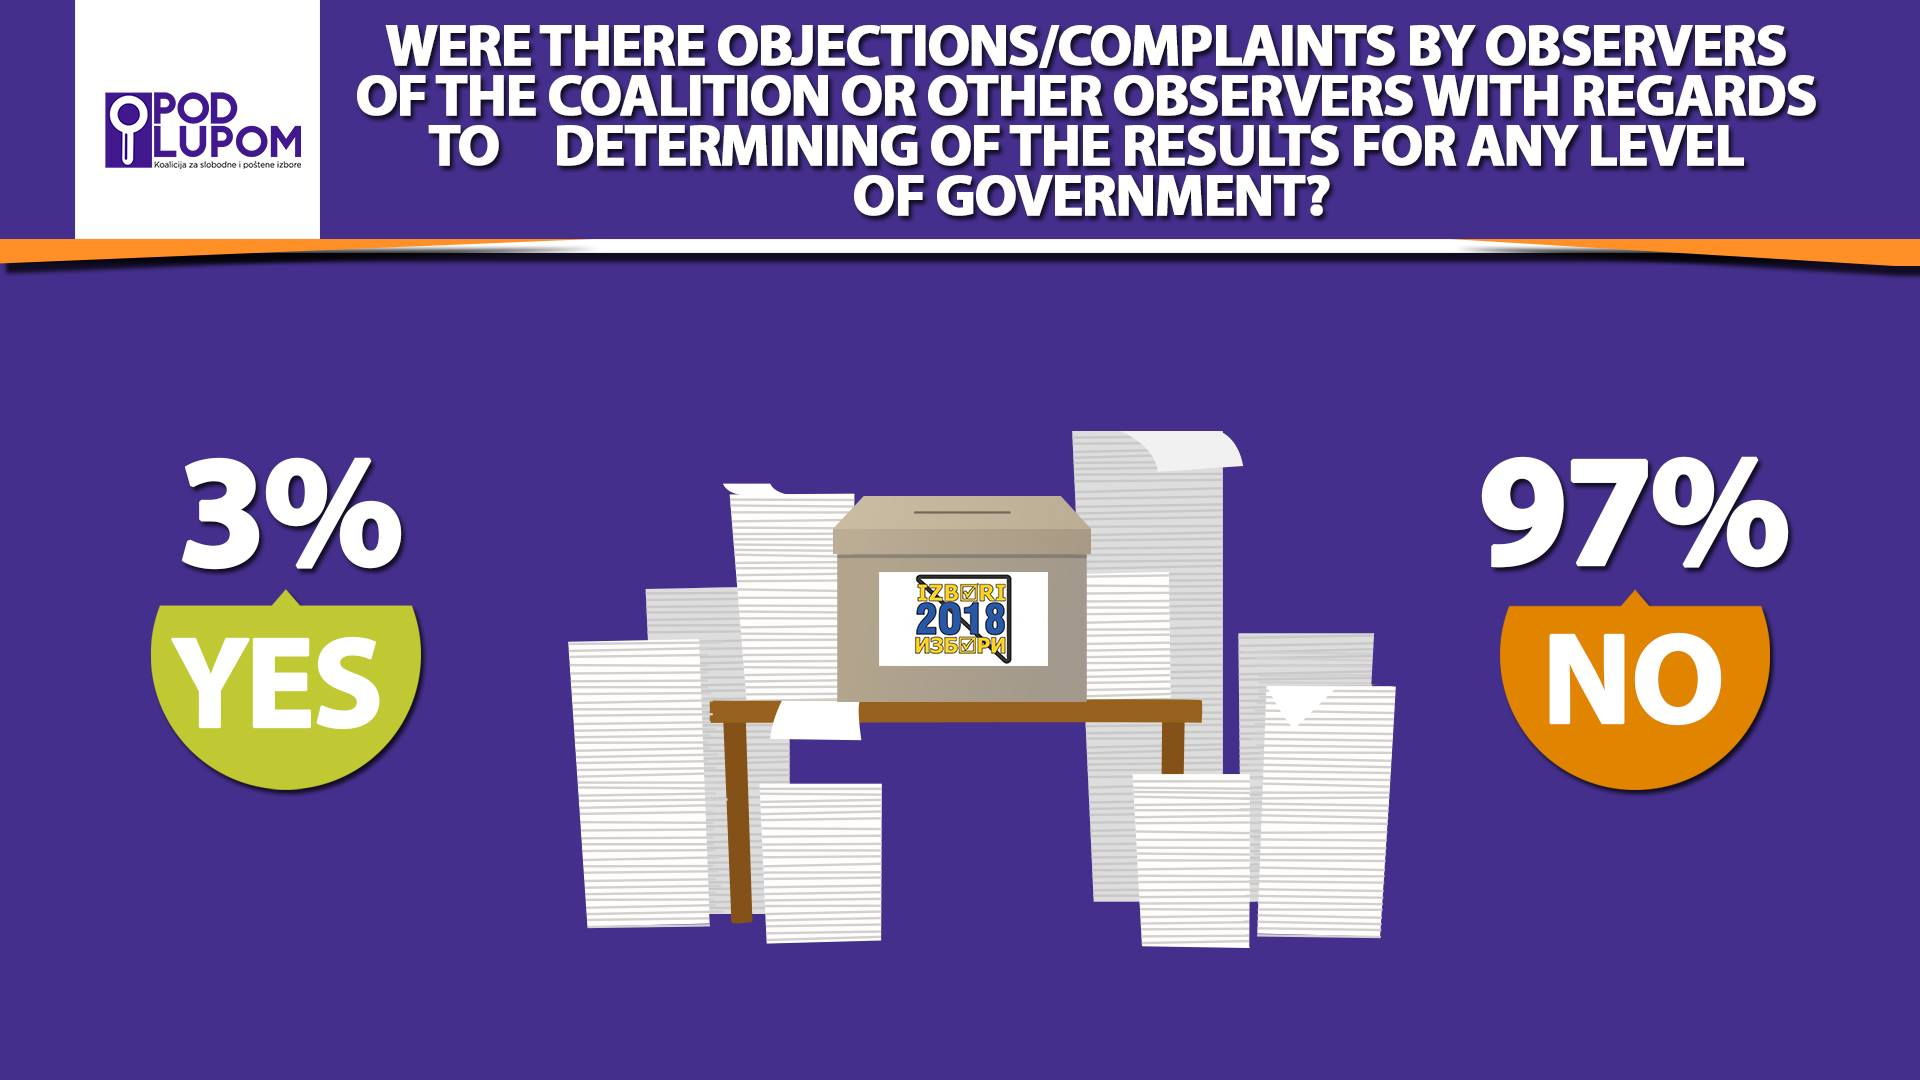 POD
LUPOM
Koalicija za slobodne i poštene izbore
WERE THERE OBJECTIONS/COMPLAINTS BY OBSERVERS
OF THE COALITION OR OTHER OBSERVERS WITH REGARDS
TO DETERMINING OF THE RESULTS FOR ANY LEVEL
OF GOVERNMENT?
3%
YES
IZBORI
2018
ИЗБОРИ
97%
NO